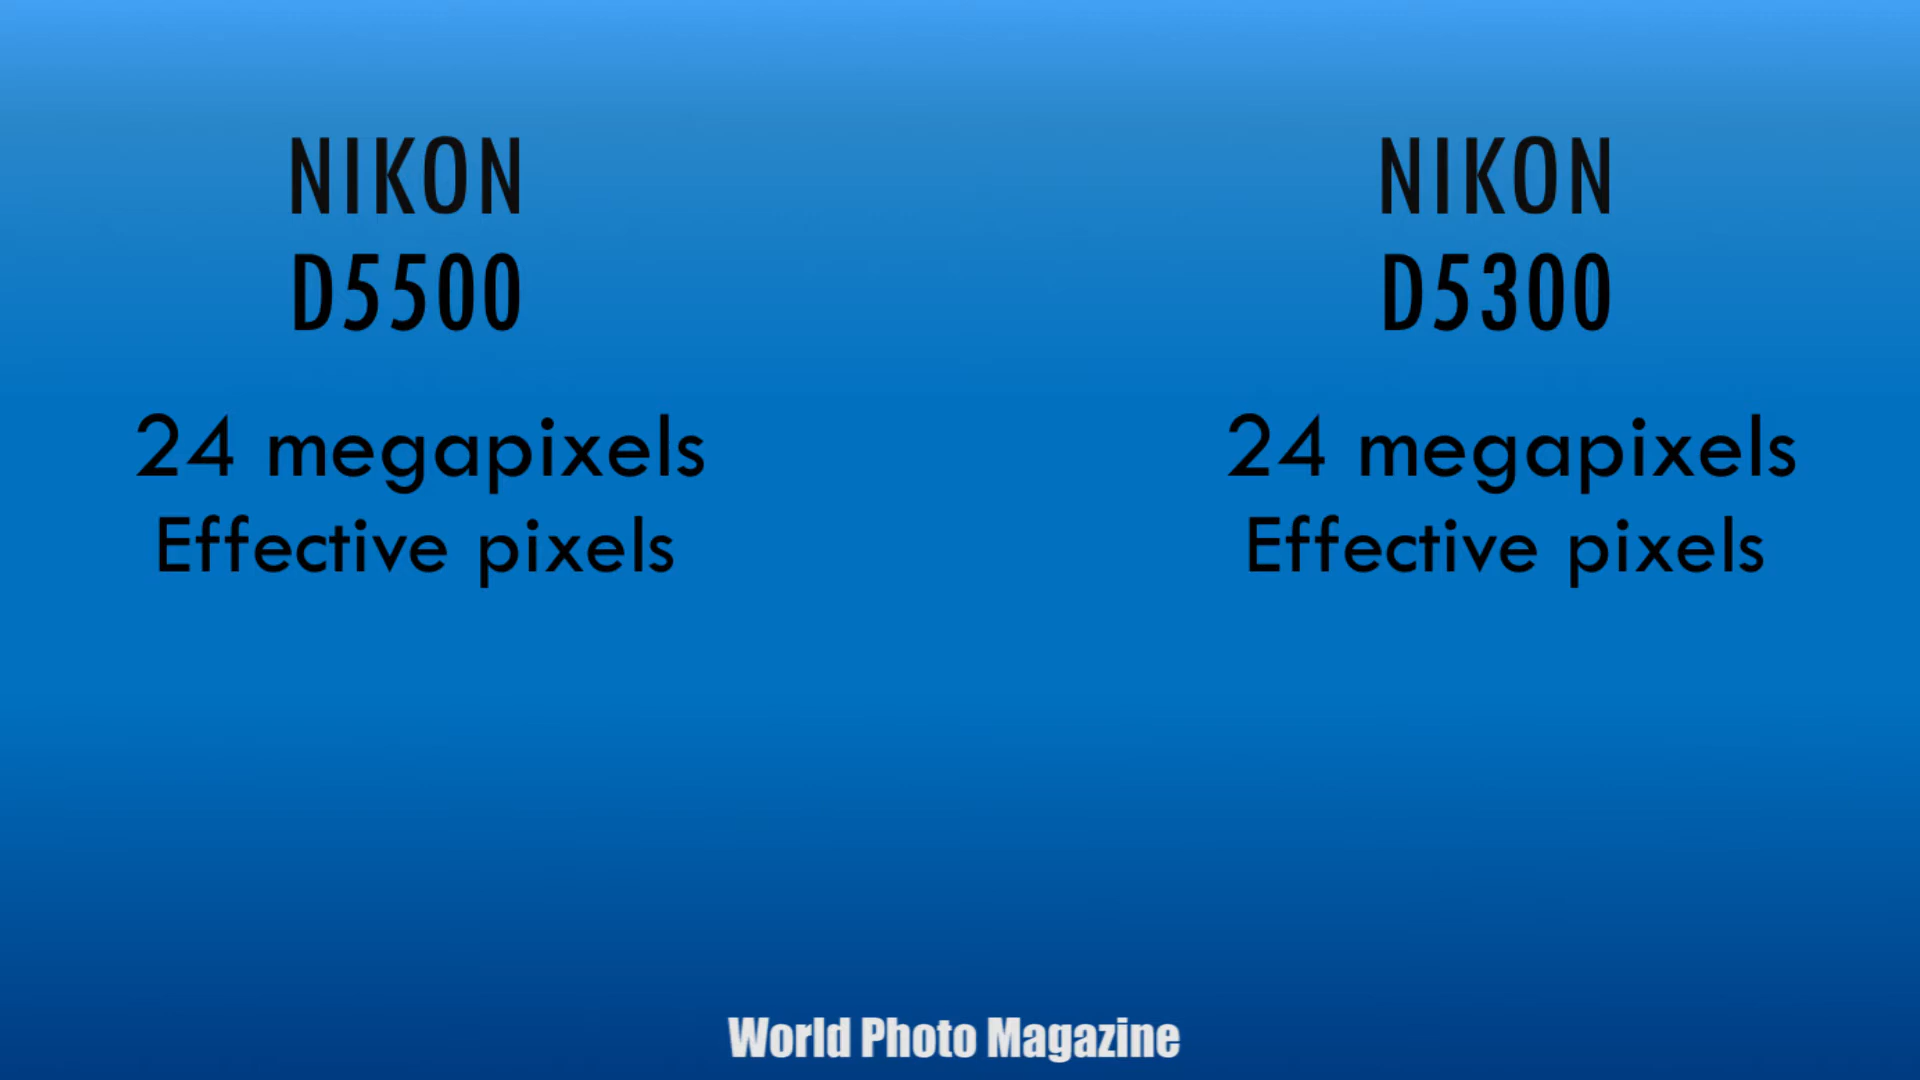 NIKON
D5500
24 megapixels
Effective pixels
NIKON
D5300
24 megapixels
Effective pixels
World Photo Magazine